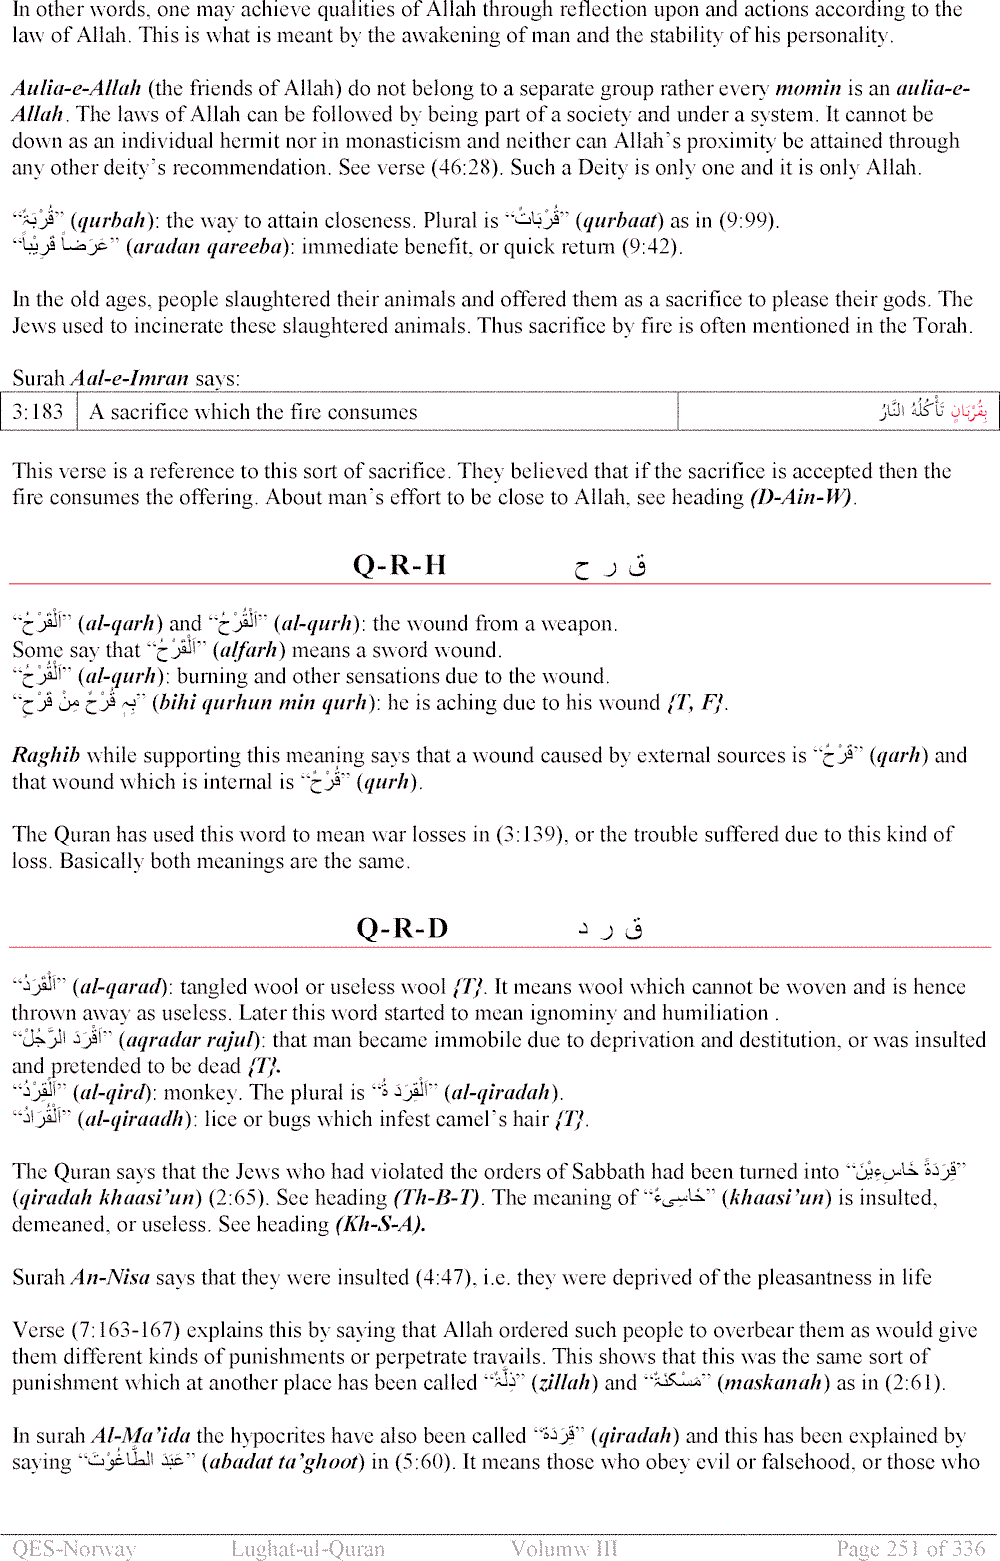 In other words, one may achieve qualities of Allah through reflection upon and actions according to the
law of Allah. This is what is meant by the awakening of man and the stability of his personality.
Aulia-e-Allah (the friends of Allah) do not belong to a separate group rather every momin is an aulia-e-
Allah. The laws of Allah can be followed by being part of a society and under a system. It cannot be
down as an individual hermit nor in monasticism and neither can Allah's proximity be attained through
any other deity's recommendation. See verse (46:28). Such a Deity is only one and it is only Allah.
“قُرْبَۃٌ” (qurbah): the way to attain closeness. Plural is “قُرْبَاتٌ” (qurbaat) as in (9:99).
“عَرَضاً قَرِيْباً” (aradan qareeba): immediate benefit, or quick return (9:42).
In the old ages, people slaughtered their animals and offered them as a sacrifice to please their gods. The
Jews used to incinerate these slaughtered animals. Thus sacrifice by fire is often mentioned in the Torah.
Surah Aal-e-Imran says:
3:183 A sacrifice which the fire consumes بِقُرْبَانٍ تَأْكُلُهُ النَّارُ
This verse is a reference to this sort of sacrifice. They believed that if the sacrifice is accepted then the
fire consumes the offering. About man's effort to be close to Allah, see heading (D-Ain-W).
Q-R-H ق ر ح
“اَلْقَرْحُ” (al-qarh) and “اَلْقُرْحُ” (al-qurh): the wound from a weapon.
Some say that “اَلْقَرْحُ” (alfarh) means a sword wound.
“اَلْقُرْحُ” (al-qurh): burning and other sensations due to the wound.
“بِہٖ قُرْحٌ مِنْ قَرْحٍ” (bihi qurhun min qurh): he is aching due to his wound {T, F}.
Raghib while supporting this meaning says that a wound caused by external sources is “قَرْحٌ” (qarh) and
that wound which is internal is “قُرْحٌ” (qurh).
The Quran has used this word to mean war losses in (3:139), or the trouble suffered due to this kind of
loss. Basically both meanings are the same.
Q-R-D ق ر د
“اَلْقَرَدُ” (al-qarad): tangled wool or useless wool {T}. It means wool which cannot be woven and is hence
thrown away as useless. Later this word started to mean ignominy and humiliation .
“اَقْرَدَ الرَّجُلُ” (aqradar rajul): that man became immobile due to deprivation and destitution, or was insulted
and pretended to be dead {T}.
“اَلْقِرْدُ” (al-qird): monkey. The plural is “اَلْقِرَدَ ۃُ” (al-qiradah).
“اَلْقُرَادُ” (al-qiraadh): lice or bugs which infest camel's hair {T}.
The Quran says that the Jews who had violated the orders of Sabbath had been turned into “قِرَدَۃً خَاسِءِيْنَ”
(qiradah khaasi'un) (2:65). See heading (Th-B-T). The meaning of “خَاسِیءٌ” (khaasi'un) is insulted,
demeaned, or useless. See heading (Kh-S-A).
Surah An-Nisa says that they were insulted (4:47), i.e. they were deprived of the pleasantness in life
Verse (7:163-167) explains this by saying that Allah ordered such people to overbear them as would give
them different kinds of punishments or perpetrate travails. This shows that this was the same sort of
punishment which at another place has been called “ذِلَّۃٌ” (zillah) and “مَسْکَنَۃٌ” (maskanah) as in (2:61).
In surah Al-Ma'ida the hypocrites have also been called “قِرَدَۃ” (qiradah) and this has been explained by
saying “عَبَدَ الطَّاغُوْتَ” (abadat ta'ghoot) in (5:60). It means those who obey evil or falsehood, or those who
QES-Norway Lughat-ul-Quran Volumw III Page 251 of 336